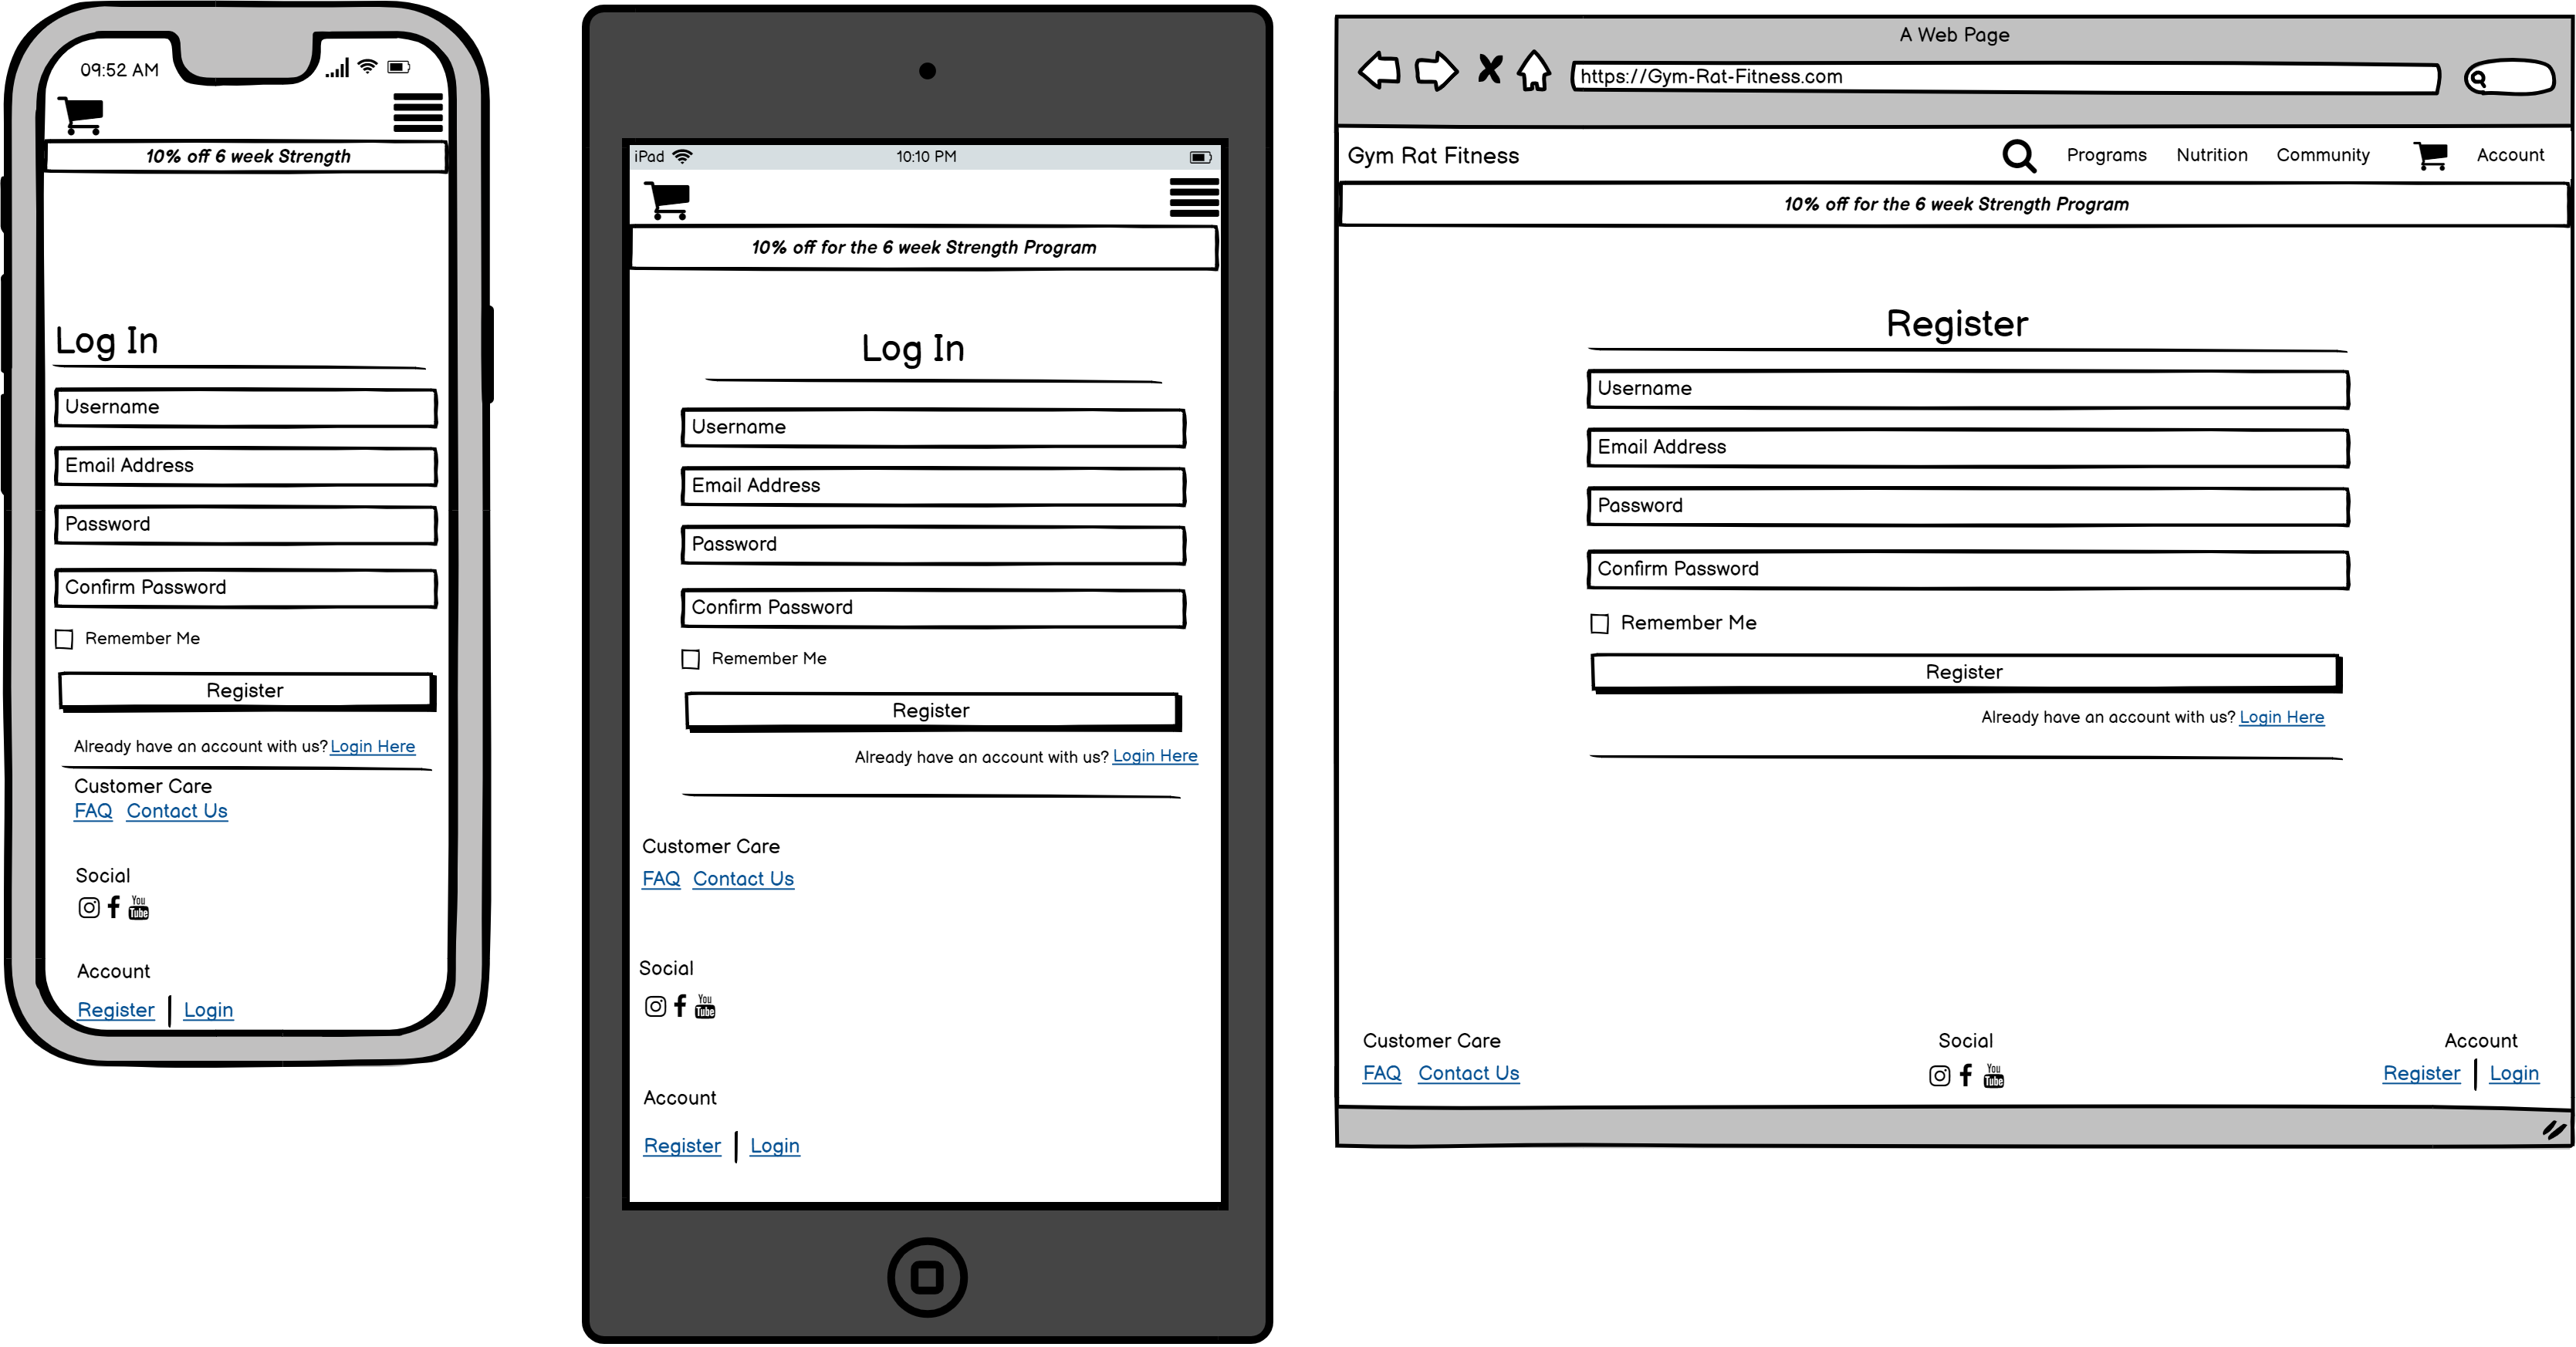 09:52 AM
10% off 6 week Strength
Log In
Username
Email Address
Password
Confirm Password
Remember Me
Register
Already have an account with us? Login Here
Customer Care
FAQ Contact Us
Social
You Tube
Account
Register Login
iPad 10:10 PM
10% off for the 6 week Strength Program
Log In
Username
Email Address
Password
Confirm Password
Remember Me
Register
Already have an account with us? Login Here
Customer Care
FAQ Contact Us
Social
You Tube
Account
Register Login
A Web Page
https://Gym-Rat-Fitness.com
Gym Rat Fitness Programs Nutrition Community Account
10% off for the 6 week Strength Program
Register
Username
Email Address
Password
Confirm Password
Remember Me
Register
Already have an account with us? Login Here
Customer Care Social Account
FAQ Contact Us You Tube Register Login